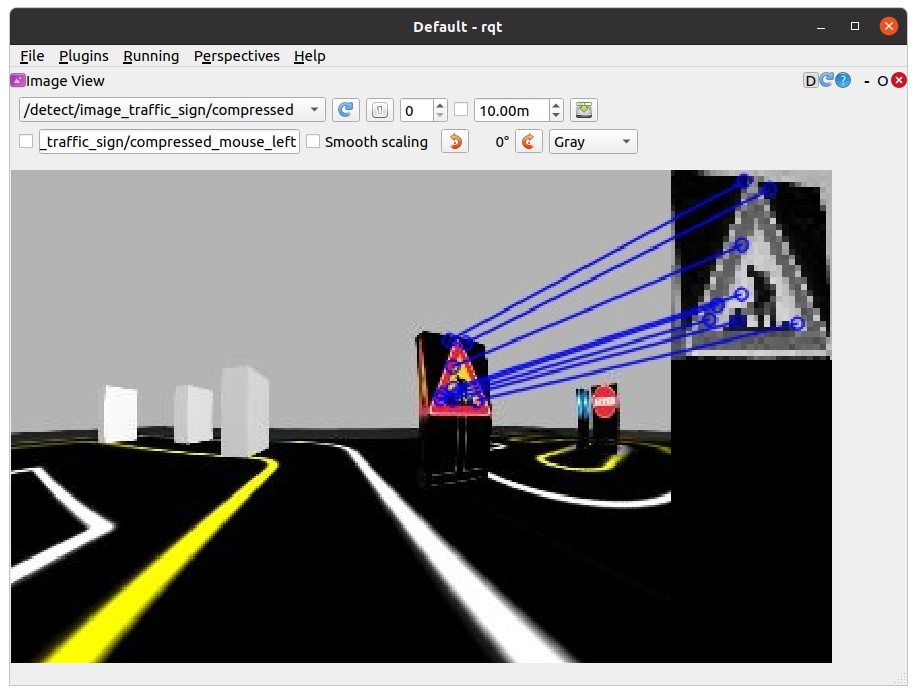 Default - rqt
File Plugins Running Perspectives Help
Image View
D
- O
/detect/image_traffic_sign/compressed
0
10.00m
_traffic_sign/compressed_mouse_left
Smooth scaling
0°
Gray